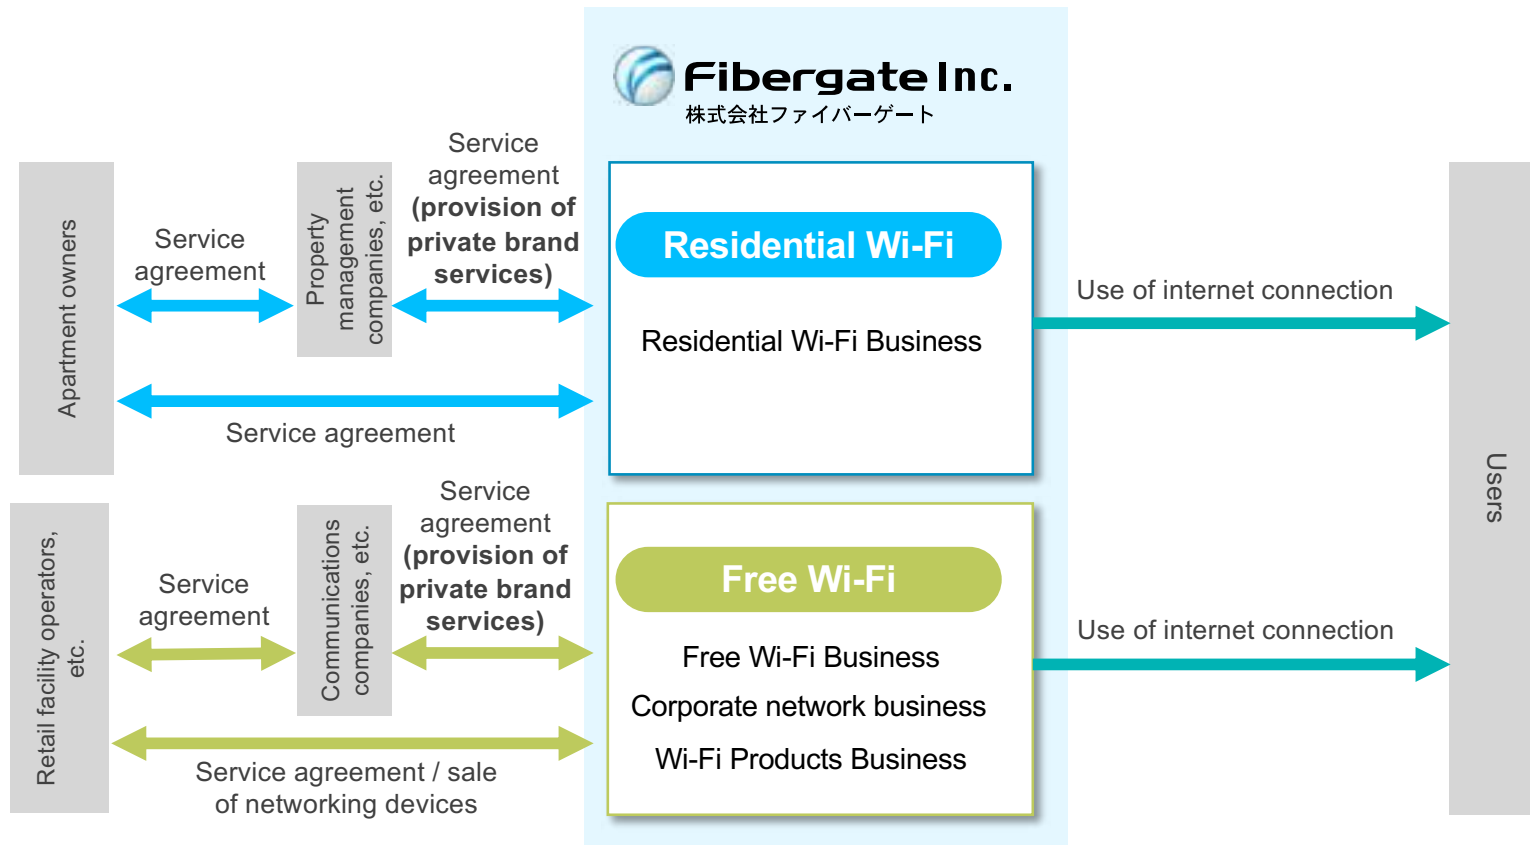 Fibergate Inc.
株式会社ファイバーゲート
Apartment owners
Service
agreement
Property
management
companies, etc.
Service
agreement
(provision of
private brand
services)
Service agreement
Residential Wi-Fi
Residential Wi-Fi Business
Use of internet connection
Users
Retail facility operators,
etc.
Service
agreement
Communications
companies, etc.
Service
agreement
(provision of
private brand
services)
Service agreement / sale
of networking devices
Free Wi-Fi
Free Wi-Fi Business
Corporate network business
Wi-Fi Products Business
Use of internet connection